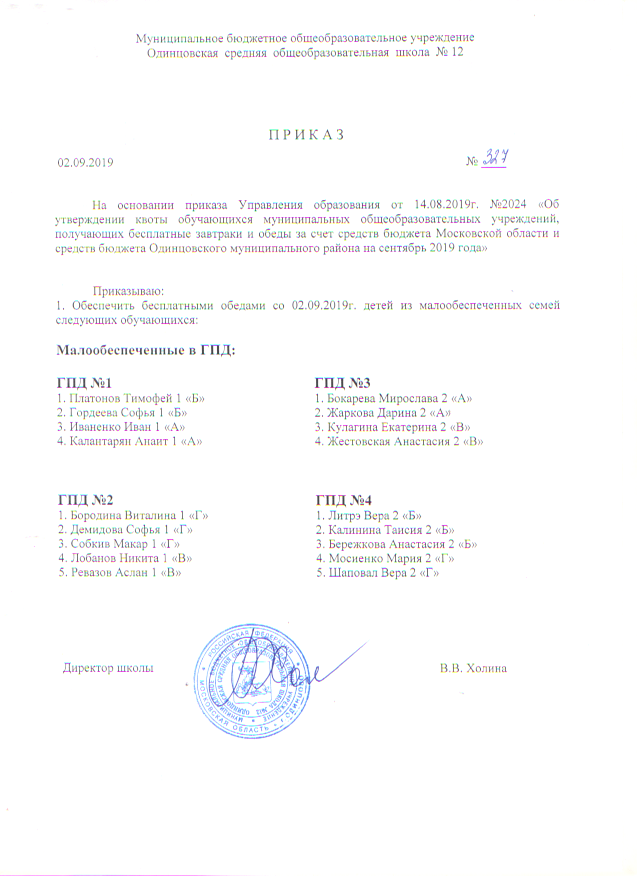 Муниципальное бюджетное общеобразовательное учреждение
Одинцовская средняя общеобразовательная школа № 12
П Р И К А З
02.09.2019 № 327
На основании приказа Управления образования от 14.08.2019г. №2024 «Об
утверждении квоты обучающихся муниципальных общеобразовательных учреждений,
получающих бесплатные завтраки и обеды за счет средств бюджета Московской области и
средств бюджета Одинцовского муниципального района на сентябрь 2019 года»
Приказываю:
1. Обеспечить бесплатными обедами со 02.09.2019г. детей из малообеспеченных семей
следующих обучающихся:
Малообеспеченные в ГПД:
ГПД №1
1. Платонов Тимофей 1 «Б»
2. Гордеева Софья 1 «Б»
3. Иваненко Иван 1 «А»
4. Калантарян Анаит 1 «А»
ГПД №3
1. Бокарева Мирослава 2 «А»
2. Жаркова Дарина 2 «А»
3. Кулагина Екатерина 2 «В»
4. Жестовская Анастасия 2 «В»
ГПД №2
1. Бородина Виталина 1 «Г»
2. Демидова Софья 1 «Г»
3. Собкив Макар 1 «Г»
4. Лобанов Никита 1 «В»
5. Ревазов Аслан 1 «В»
ГПД №4
1. Литрэ Вера 2 «Б»
2. Калинина Таисия 2 «Б»
3. Бережкова Анастасия 2 «Б»
4. Мосиенко Мария 2 «Г»
5. Шаповал Вера 2 «Г»
Директор школы В.В. Холина
РОССИЙСКАЯ ФЕДЕРАЦИЯ
МОСКОВСКАЯ ОБЛАСТЬ